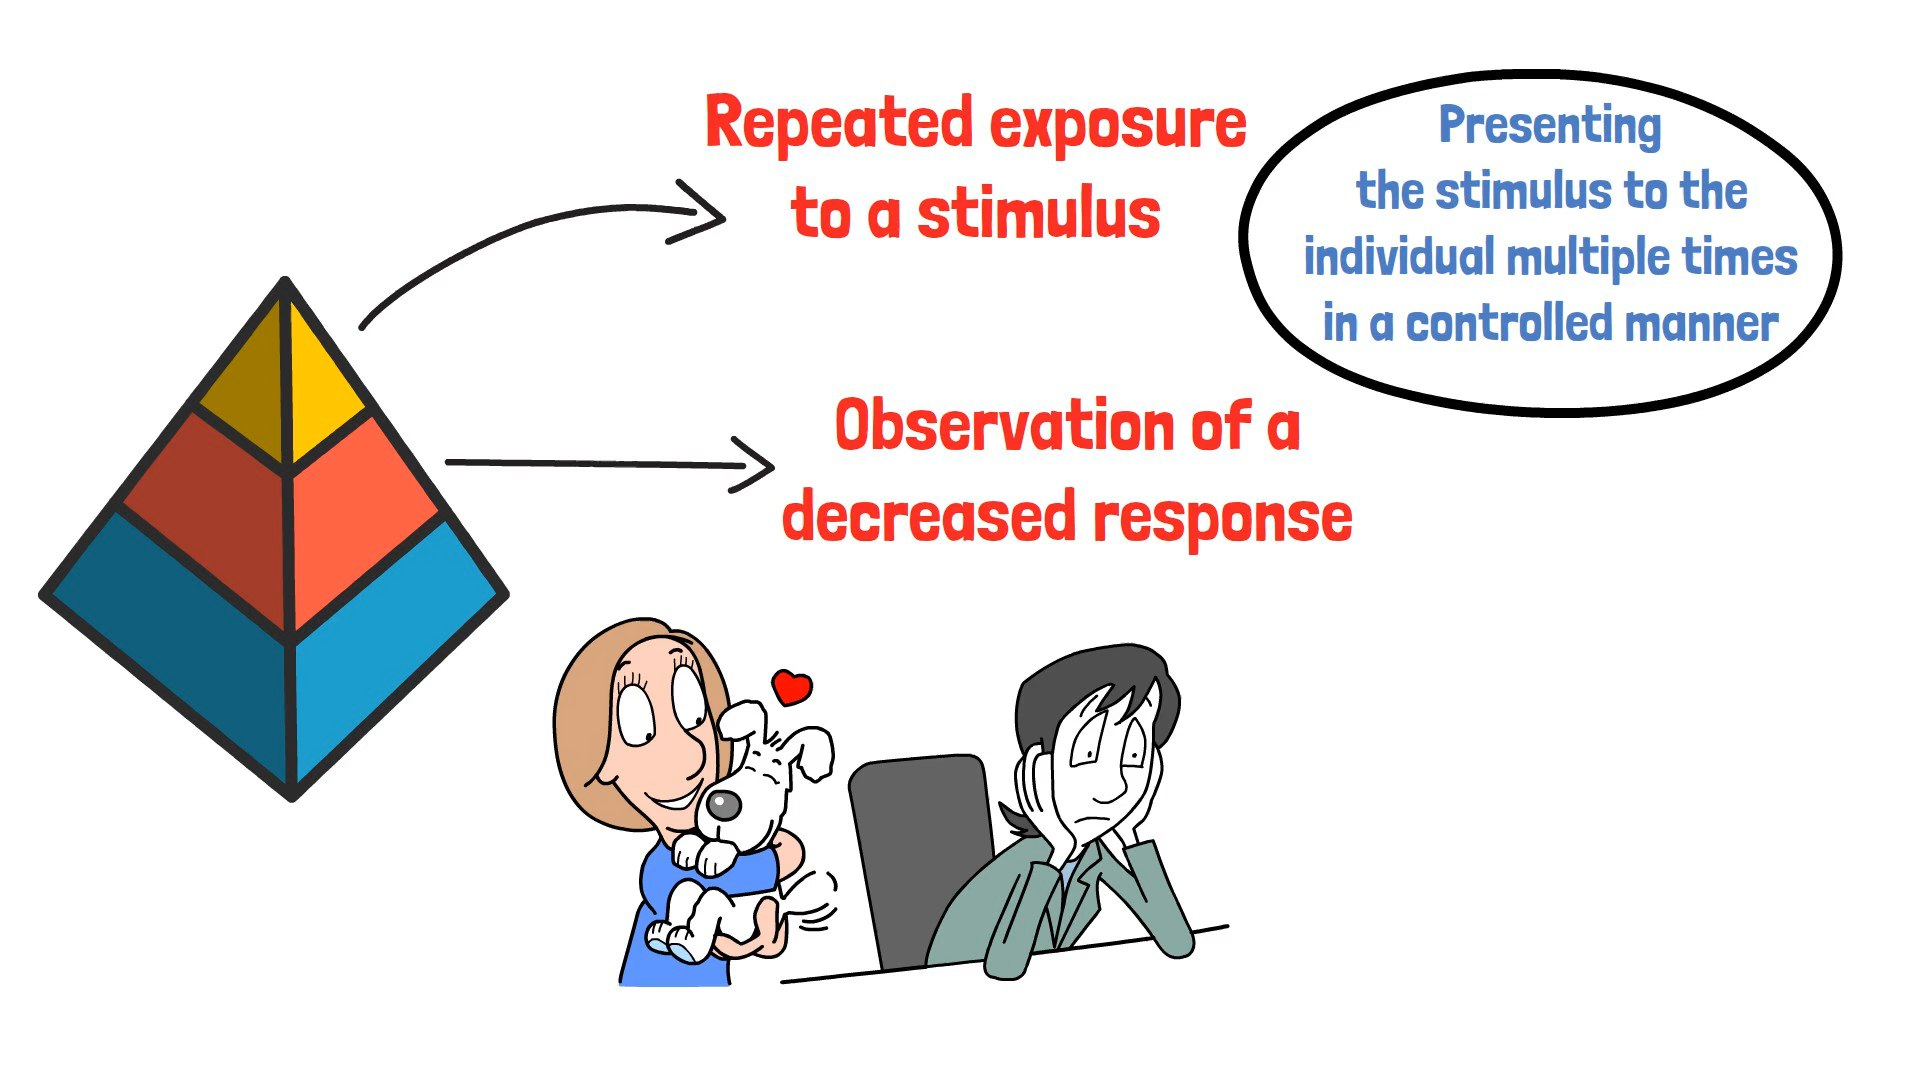 Repeated exposure
to a stimulus
Presenting
the stimulus to the
individual multiple times
in a controlled manner
Observation of a
decreased response